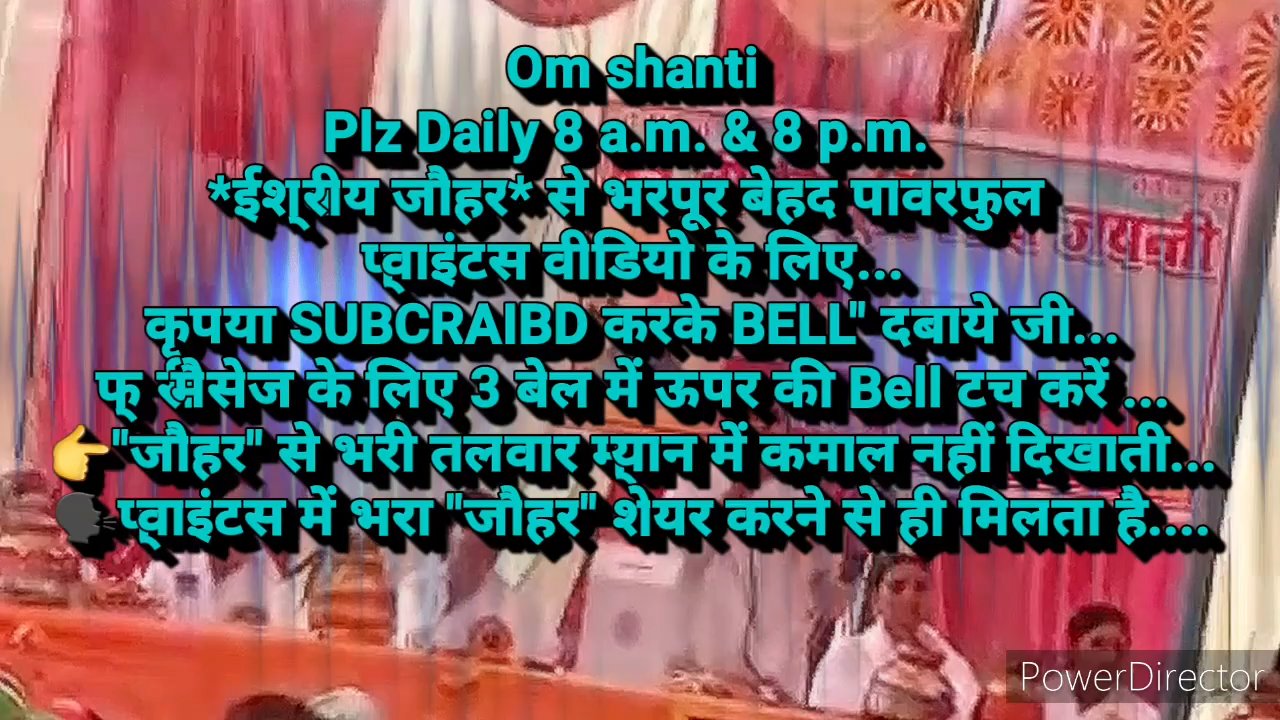 Om shanti
Plz Daily 8 a.m. & 8 p.m.
*ईश्रीय जौहर* से भरपूर बेहद पावरफुल
प्वाइंटस वीडियो के लिए...
जयन्ती
कृपया SUBCRAIBD करके BELL" दबाये जी...
के लिए 3 बेल में ऊपर की Bell टच करें ...
👉"जौहर" से भरी तलवार ग्यान में कमाल नहीं दिखाती...
🗣प्वाइंटस में भरा "जौहर" शेयर करने से ही मिलता है....
PowerDirector